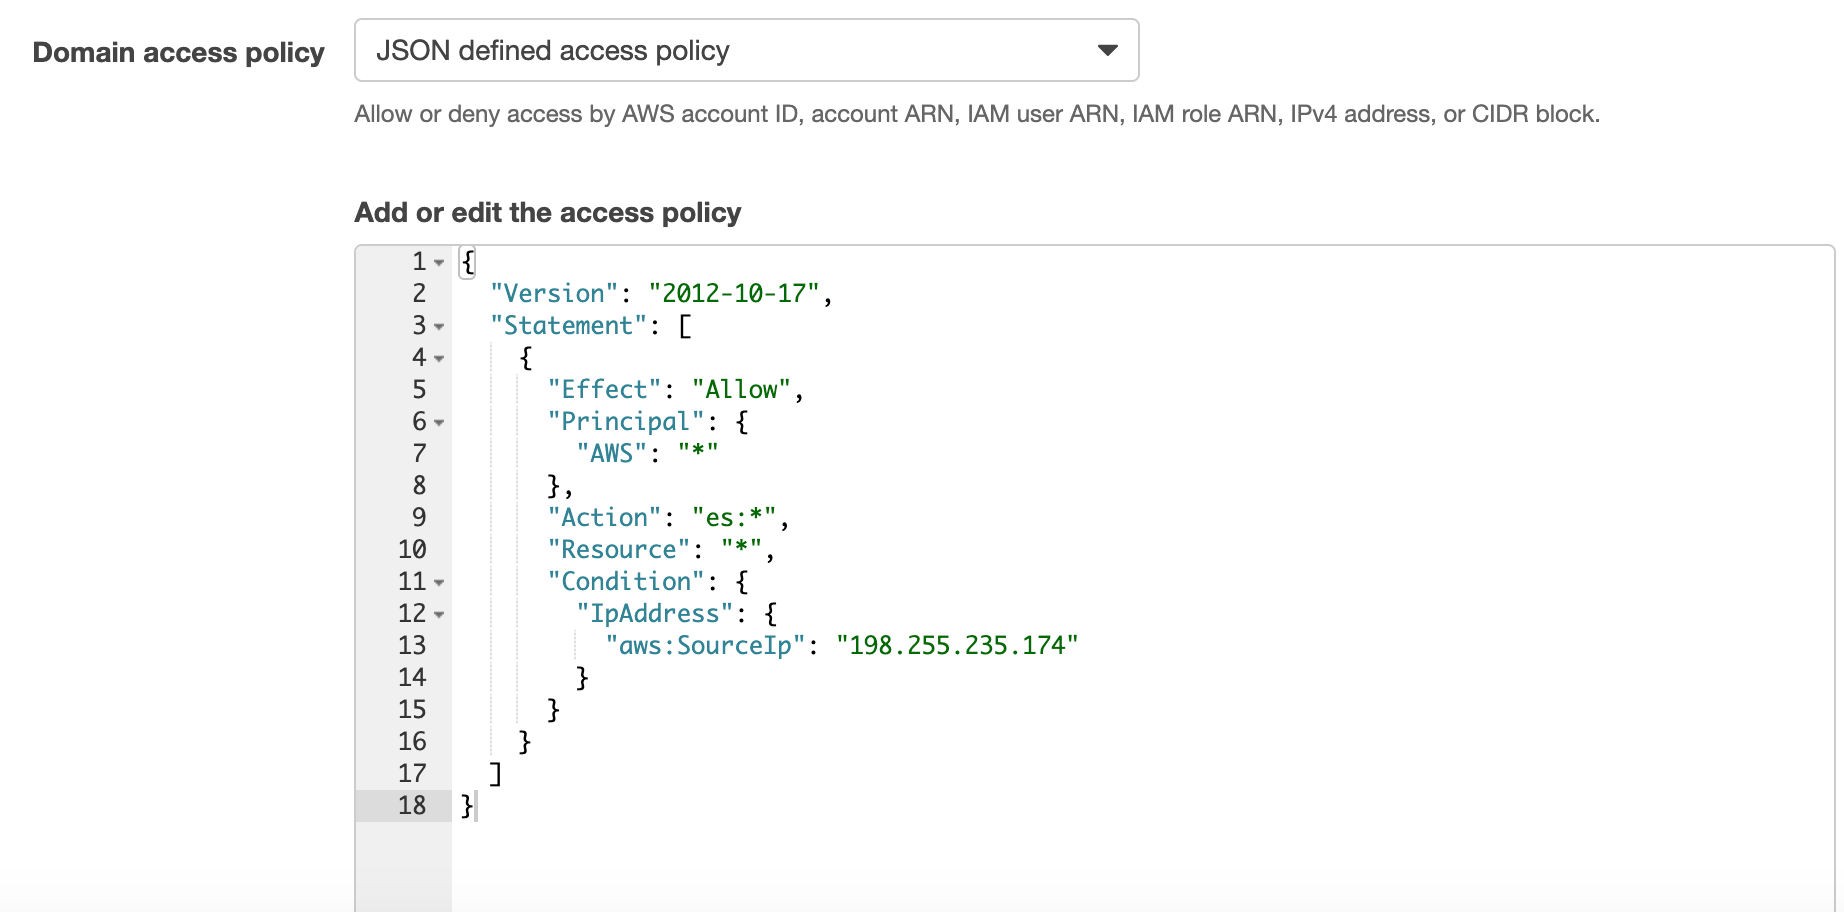 Domain access policy
JSON defined access policy
Allow or deny access by AWS account ID, account ARN, IAM user ARN, IAM role ARN, IPv4 address, or CIDR block.
Add or edit the access policy
1 {
2   "Version": "2012-10-17",
3   "Statement": [
4     {
5       "Effect": "Allow",
6       "Principal": {
7         "AWS": "*"
8       },
9       "Action": "es:*",
10       "Resource": "*",
11       "Condition": {
12         "IpAddress": {
13           "aws:SourceIp": "198.255.235.174"
14         }
15       }
16     }
17   ]
18 }